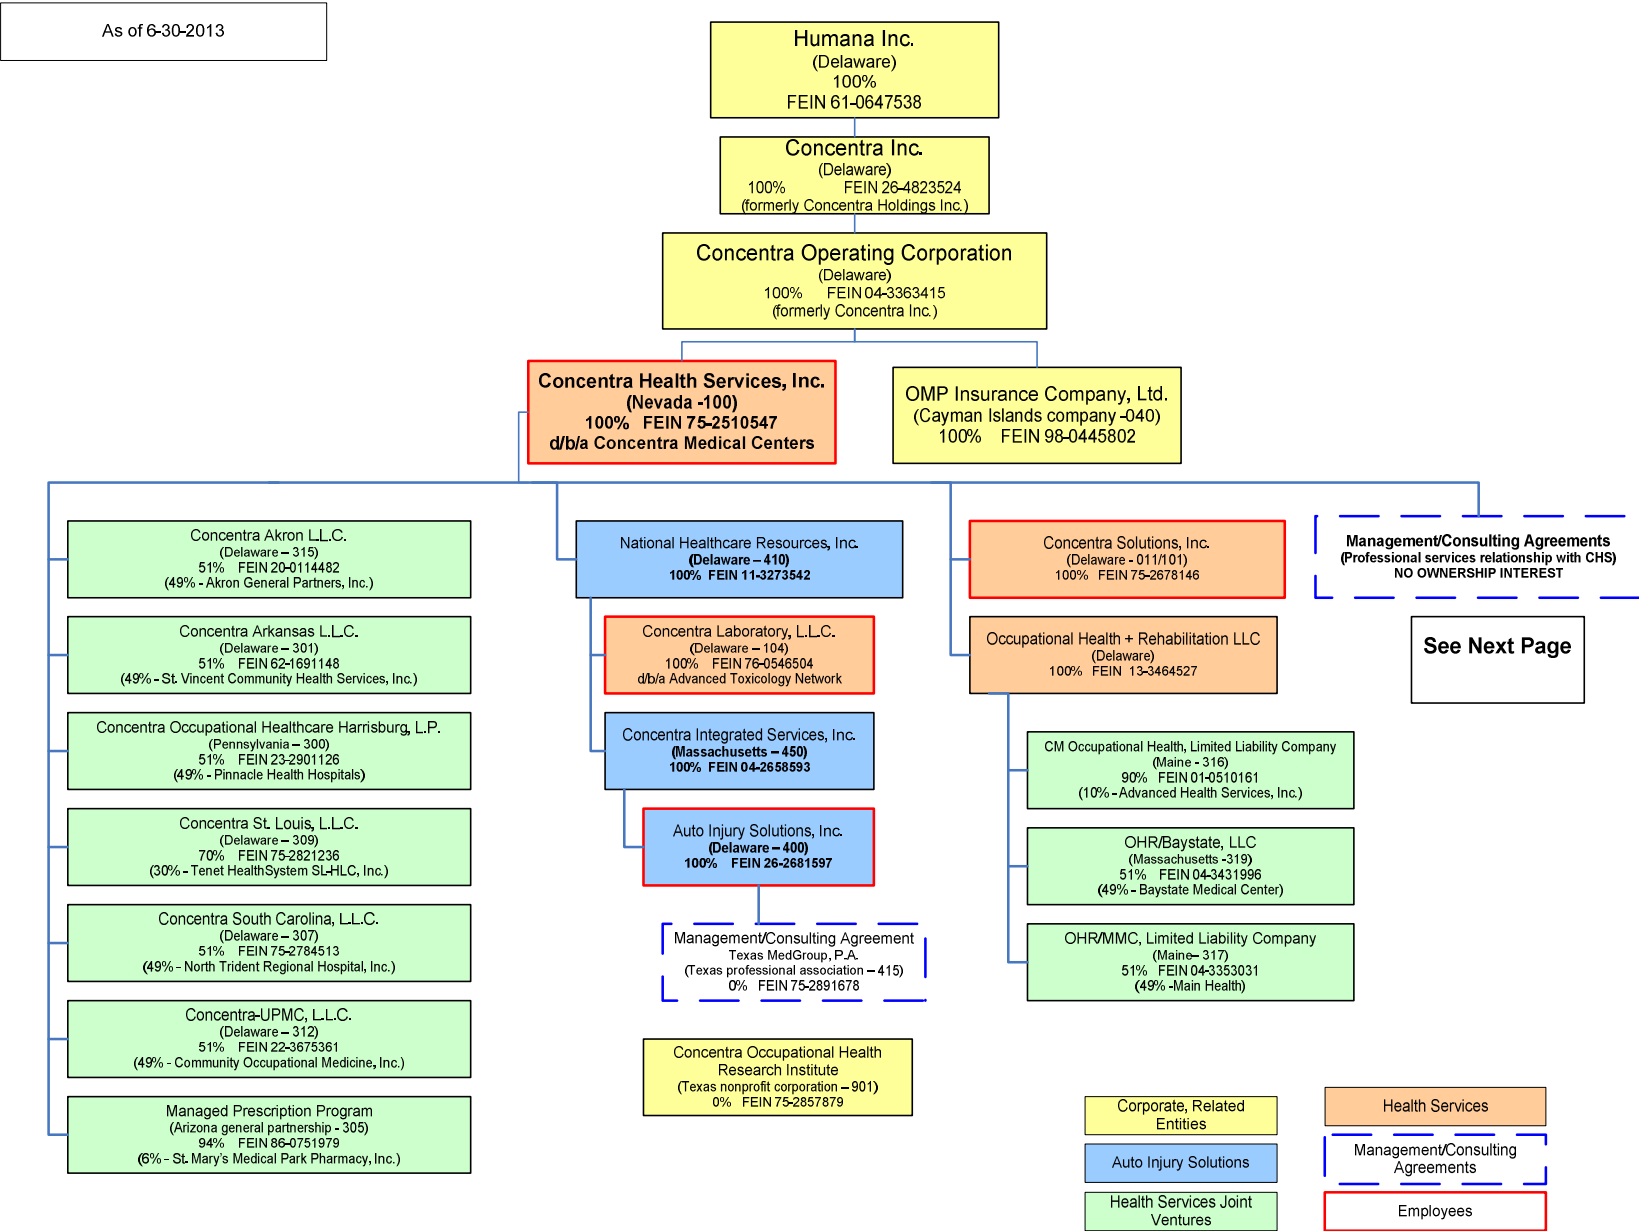 As of 6-30-2013
Humana Inc.
(Delaware)
100%
FEIN 61-0647538
Concentra Inc.
(Delaware)
100% FEIN 26-4823524
(formerly Concentra Holdings Inc.)
Concentra Operating Corporation
(Delaware)
100% FEIN 04-3363415
(formerly Concentra Inc.)
Concentra Health Services, Inc.
(Nevada -100)
100% FEIN 75-2510547
d/b/a Concentra Medical Centers
OMP Insurance Company, Ltd.
(Cayman Islands company -040)
100% FEIN 98-0445802
Concentra Akron L.L.C.
(Delaware – 315)
51% FEIN 20-0114482
(49% - Akron General Partners, Inc.)
Concentra Arkansas L.L.C.
(Delaware – 301)
51% FEIN 62-1691148
(49% - St. Vincent Community Health Services, Inc.)
Concentra Occupational Healthcare Harrisburg, L.P.
(Pennsylvania – 300)
51% FEIN 23-2901126
(49% - Pinnacle Health Hospitals)
Concentra St. Louis, L.L.C.
(Delaware – 309)
70% FEIN 75-2821236
(30% - Tenet HealthSystem SL-HLC, Inc.)
Concentra South Carolina, L.L.C.
(Delaware – 307)
51% FEIN 75-2784513
(49% - North Trident Regional Hospital, Inc.)
Concentra-UPMC, L.L.C.
(Delaware – 312)
51% FEIN 22-3675361
(49% - Community Occupational Medicine, Inc.)
Managed Prescription Program
(Arizona general partnership - 305)
94% FEIN 86-0751979
(6% - St. Mary's Medical Park Pharmacy, Inc.)
National Healthcare Resources, Inc.
(Delaware – 410)
100% FEIN 11-3273542
Concentra Laboratory, L.L.C.
(Delaware – 104)
100% FEIN 76-0546504
d/b/a Advanced Toxicology Network
Concentra Integrated Services, Inc.
(Massachusetts – 450)
100% FEIN 04-2658593
Auto Injury Solutions, Inc.
(Delaware – 400)
100% FEIN 26-2681597
Management/Consulting Agreement
Texas MedGroup, P.A.
(Texas professional association – 415)
0% FEIN 75-2891678
Concentra Occupational Health
Research Institute
(Texas nonprofit corporation – 901)
0% FEIN 75-2857879
Concentra Solutions, Inc.
(Delaware - 011/101)
100% FEIN 75-2678146
Occupational Health + Rehabilitation LLC
(Delaware)
100% FEIN 13-3464527
CM Occupational Health, Limited Liability Company
(Maine - 316)
90% FEIN 01-0510161
(10% - Advanced Health Services, Inc.)
OHR/Baystate, LLC
(Massachusetts -319)
51% FEIN 04-3431996
(49% - Baystate Medical Center)
OHR/MMC, Limited Liability Company
(Maine– 317)
51% FEIN 04-3353031
(49% -Main Health)
Management/Consulting Agreements
(Professional services relationship with CHS)
NO OWNERSHIP INTEREST
See Next Page
Corporate, Related
Entities
Auto Injury Solutions
Health Services Joint
Ventures
Health Services
Management/Consulting
Agreements
Employees